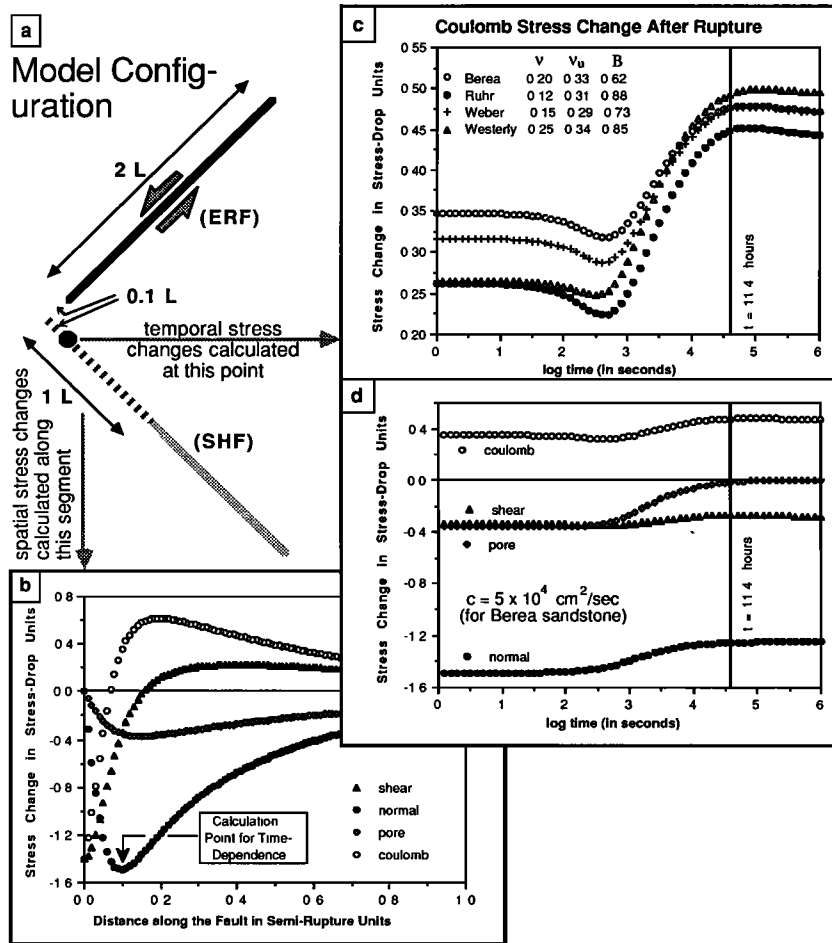 a
Model Config-
uration
2 L
(ERF)
0.1 L
temporal stress
changes calculated
at this point
1 L
(SHF)
spatial stress changes
calculated along
this segment
c
Coulomb Stress Change After Rupture
Stress Change in Stress-Drop Units
0 55
0 50
0.45
0.40
0.35
0 30
0 25
0 20
ν νu B
Berea 0 20 0 33 0 62
Ruhr 0 12 0 31 0 88
Weber 0 15 0 29 0 73
Westerly 0 25 0 34 0 85
t = 11 4 hours
0 1 2 3 4 5 6
log time (in seconds)
d
Stress Change in Stress-Drop Units
0 4
0 0
-0 4
-0 8
-1 2
-1 6
coulomb
shear
pore
c = 5 x 10^4 cm^2/sec
(for Berea sandstone)
normal
t = 11 4 hours
0 1 2 3 4 5 6
log time (in seconds)
b
Stress Change in Stress-Drop Units
0 8
0.4
0 0
-0 4
-0 8
-1 2
-1 6
Calculation
Point for Time-
Dependence
shear
normal
pore
coulomb
0 0 0 2 0 4 0 6 0 8 1 0
Distance along the Fault in Semi-Rupture Units